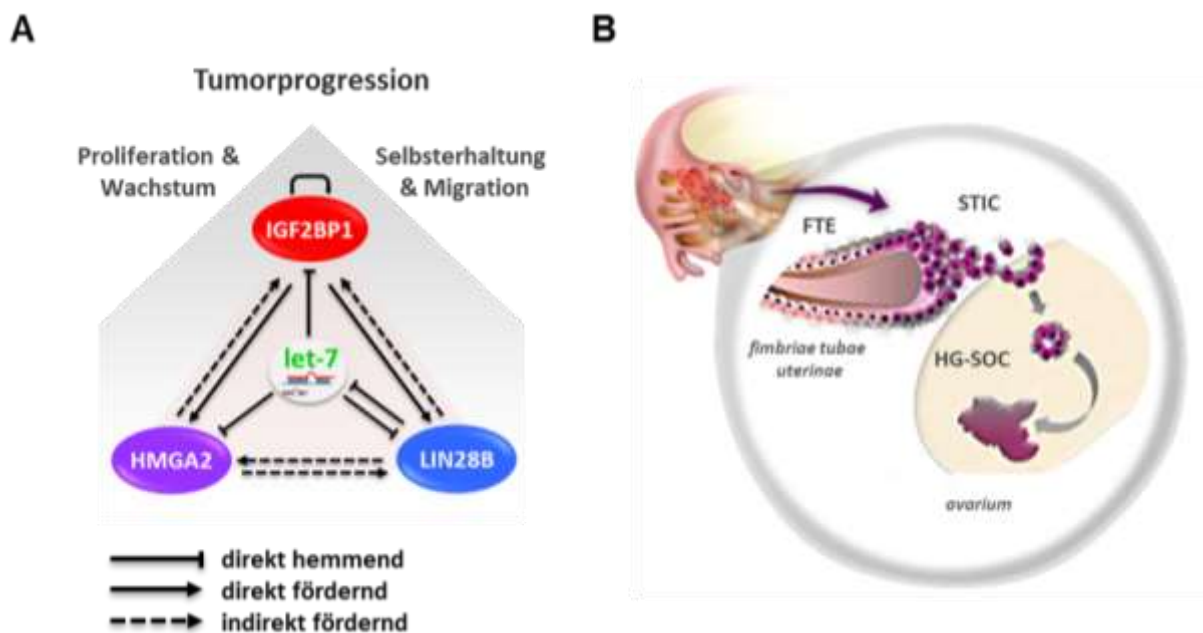 A
Tumorprogression
Proliferation &
Wachstum
Selbsterhaltung
& Migration
IGF2BP1
let-7
HMGA2
LIN28B
direkt hemmend
direkt fördernd
indirekt fördernd
B
STIC
FTE
fimbriae tubae
uterinae
HG-SOC
ovarium